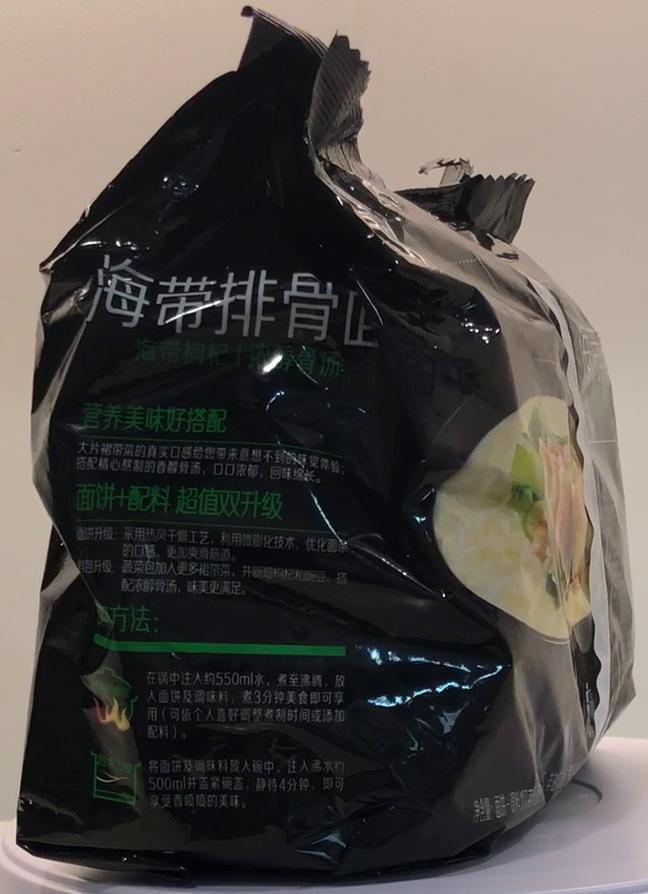 海带排骨味
海带枸杞 | 浓醇骨汤
营养美味好搭配
大片裙带菜的真实口感给您带来意想不到的味觉体验，
搭配精心熬制的香醇骨汤，口口浓郁，回味绵长。
面饼+配料 超值双升级
面饼升级：采用热风干燥工艺，利用微膨化技术，优化面条
的口感，更加爽滑筋道。
包升级：蔬菜包加入更多裙带菜，并新增枸杞和豌豆，搭
配浓醇骨汤，味美更满足。
方法：
在锅中注入约550ml水，煮至沸腾，放
入面饼及调味料，煮3分钟美食即可享
用（可依个人喜好调整煮制时间或添加
配料）。
将面饼及调味料放入碗中，注入沸水约
500ml并盖紧碗盖，静待4分钟，即可
享受香喷喷的美味。
净含量：面饼+配料